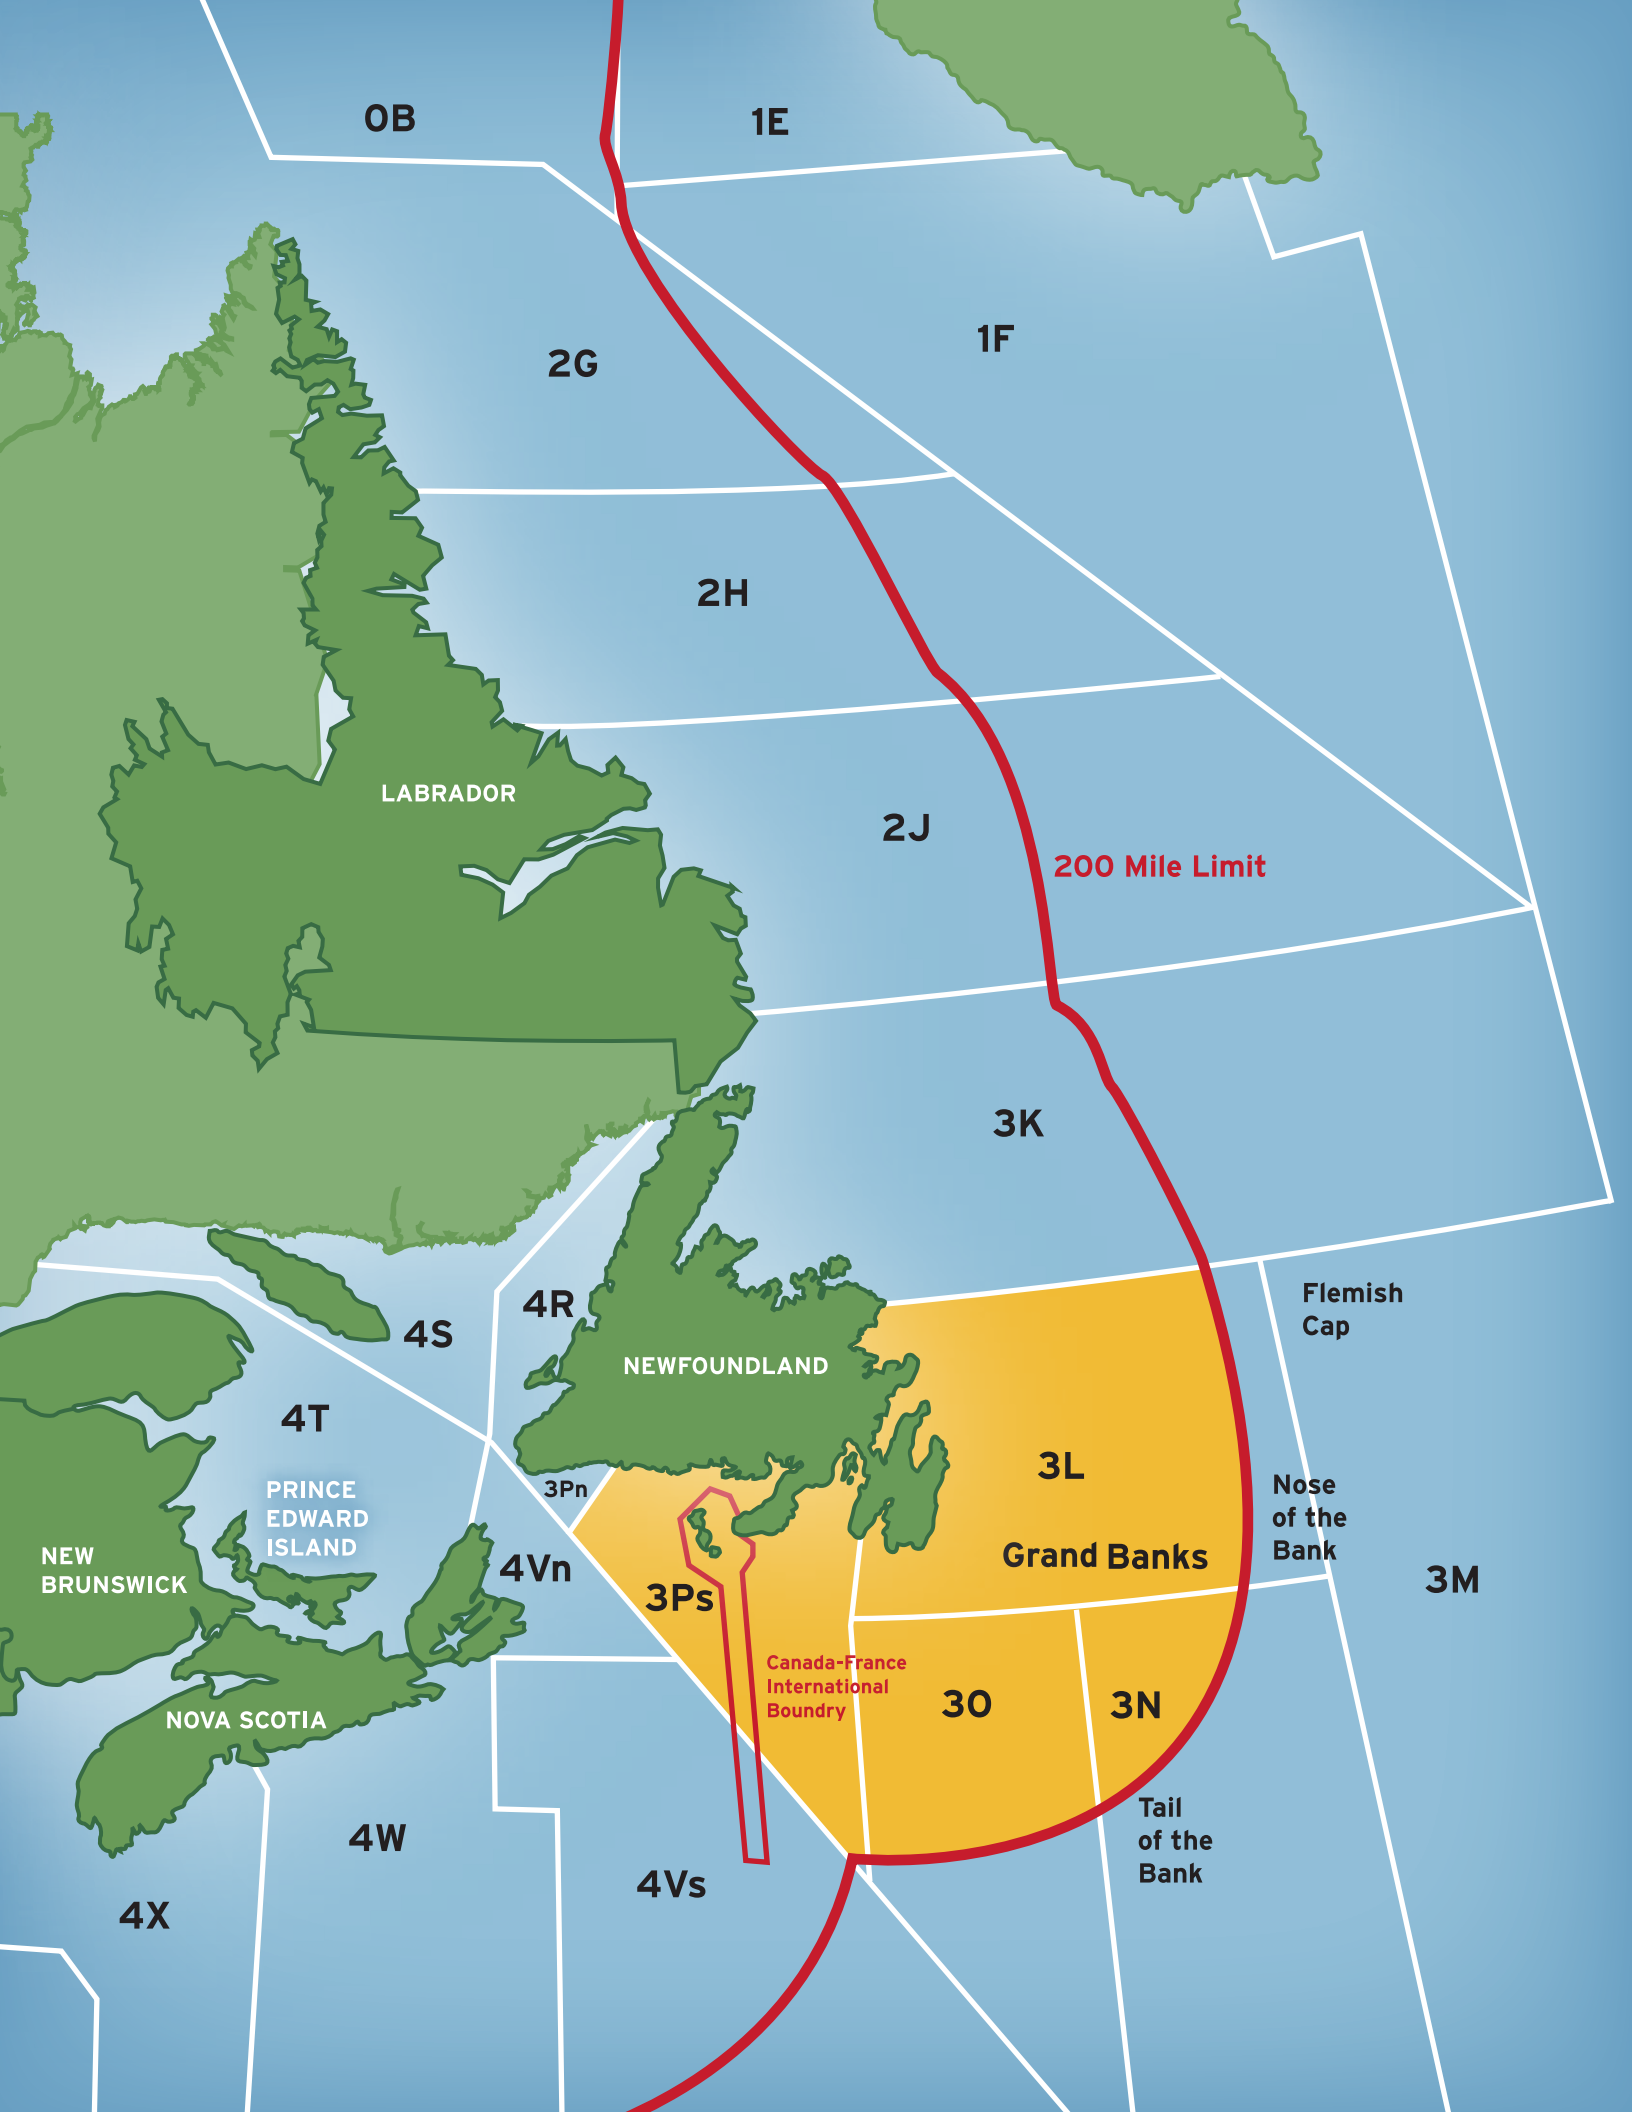 0B
1E
1F
2G
2H
LABRADOR
2J
200 Mile Limit
3K
Flemish
Cap
4R
4S
NEWFOUNDLAND
4T
3L
PRINCE
EDWARD
ISLAND
3Pn
Nose
of the
Bank
NEW
BRUNSWICK
4Vn
Grand Banks
3M
3Ps
Canada-France
International
Boundry
3O
3N
NOVA SCOTIA
Tail
of the
Bank
4W
4Vs
4X